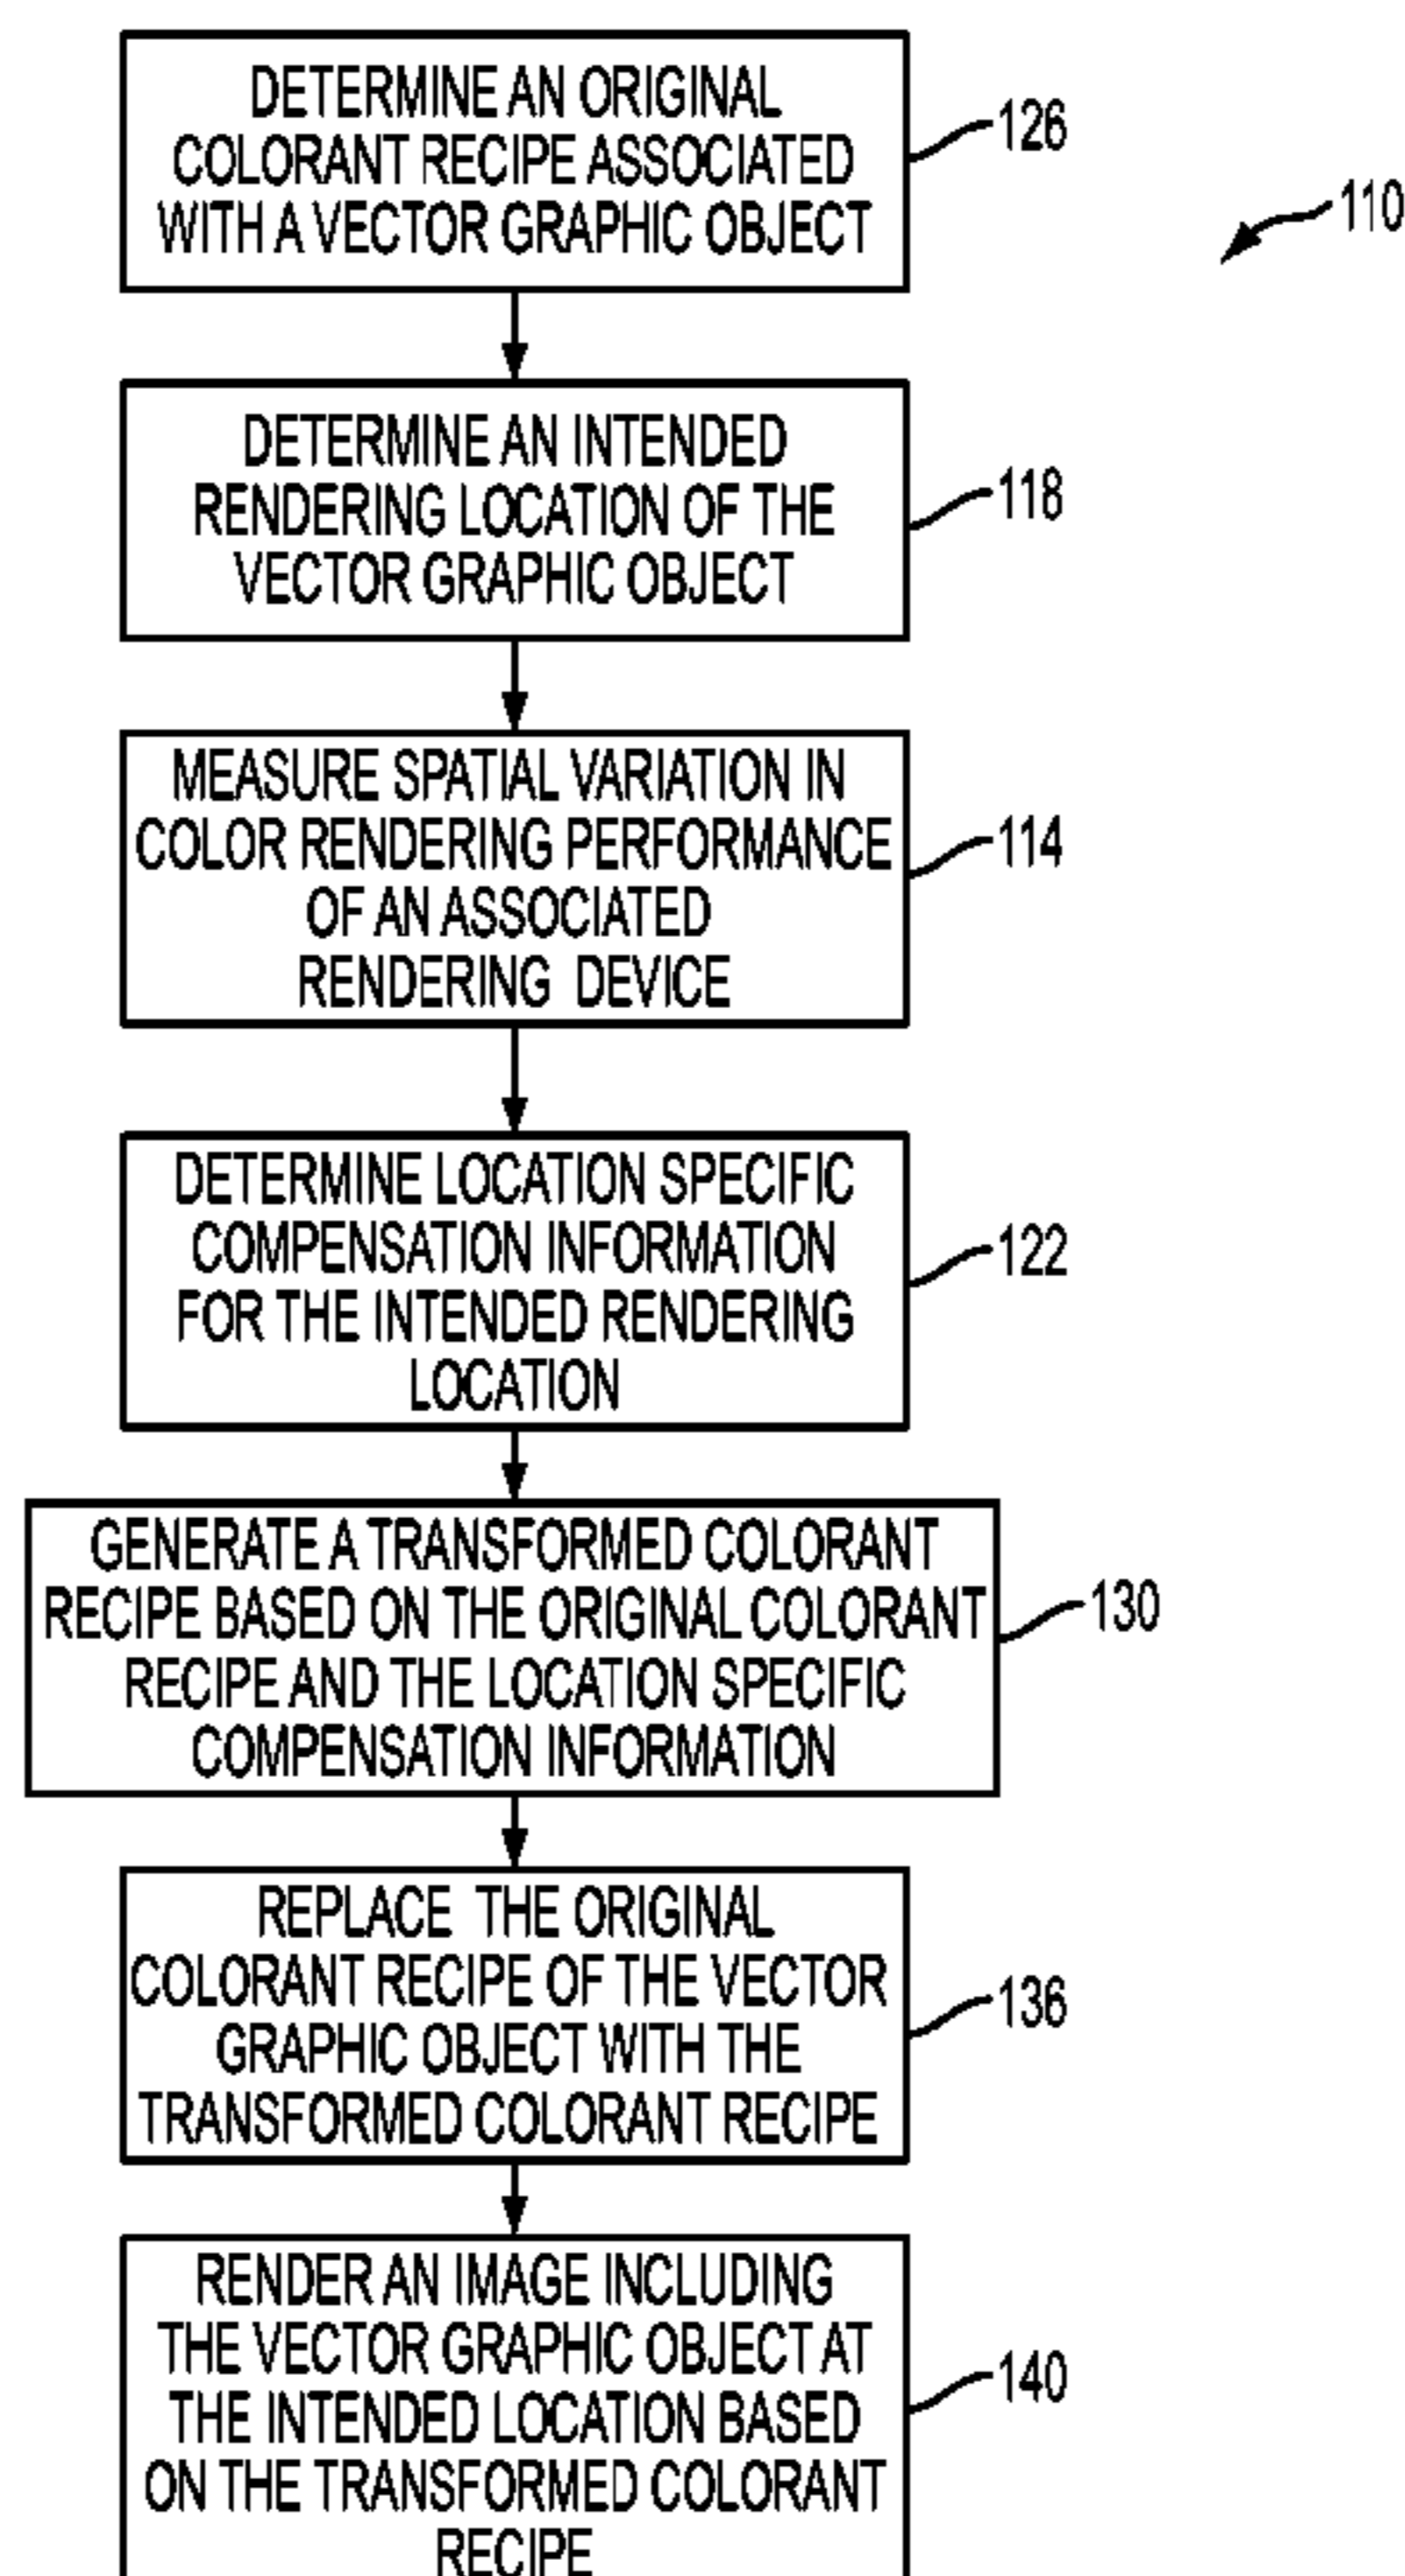 DETERMINE AN ORIGINAL
COLORANT RECIPE ASSOCIATED
WITH A VECTOR GRAPHIC OBJECT
126
110
DETERMINE AN INTENDED
RENDERING LOCATION OF THE
VECTOR GRAPHIC OBJECT
118
MEASURE SPATIAL VARIATION IN
COLOR RENDERING PERFORMANCE
OF AN ASSOCIATED
RENDERING DEVICE
114
DETERMINE LOCATION SPECIFIC
COMPENSATION INFORMATION
FOR THE INTENDED RENDERING
LOCATION
122
GENERATE A TRANSFORMED COLORANT
RECIPE BASED ON THE ORIGINAL COLORANT
RECIPE AND THE LOCATION SPECIFIC
COMPENSATION INFORMATION
130
REPLACE THE ORIGINAL
COLORANT RECIPE OF THE VECTOR
GRAPHIC OBJECT WITH THE
TRANSFORMED COLORANT RECIPE
136
RENDER AN IMAGE INCLUDING
THE VECTOR GRAPHIC OBJECT AT
THE INTENDED LOCATION BASED
ON THE TRANSFORMED COLORANT
RECIPE
140